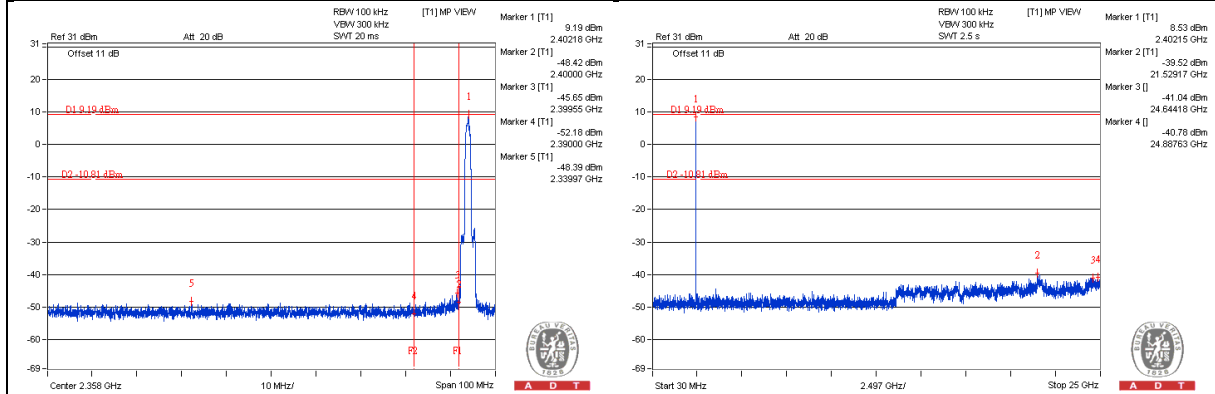 RBW 100 kHz [T1] MP VIEW
VBW 300 kHz
Ref 31 dBm Att 20 dB SWT 20 ms
Marker 1 [T1]
9.19 dBm
2.40218 GHz
Marker 2 [T1]
-48.42 dBm
2.40000 GHz
Marker 3 [T1]
-45.65 dBm
2.39955 GHz
Marker 4 [T1]
-52.18 dBm
2.39000 GHz
Marker 5 [T1]
-48.39 dBm
2.33997 GHz
31
Offset 11 dB
20
10
D1 9.19 dBm
1
0
-10
D2 -10.81 dBm
-20
-30
-40
5
4
3
2
-50
-60
F2
F1
-69
Center 2.358 GHz 10 MHz/ Span 100 MHz
BUREAU VERITAS
1828
A D T
RBW 100 kHz [T1] MP VIEW
VBW 300 kHz
Ref 31 dBm Att 20 dB SWT 2.5 s
Marker 1 [T1]
8.53 dBm
2.40215 GHz
Marker 2 [T1]
-39.52 dBm
21.52917 GHz
Marker 3 []
-41.04 dBm
24.64418 GHz
Marker 4 []
-40.78 dBm
24.88763 GHz
31
Offset 11 dB
20
1
10
D1 9.19 dBm
0
-10
D2 -10.81 dBm
-20
-30
2
34
-40
-50
-60
-69
Start 30 MHz 2.497 GHz/ Stop 25 GHz
BUREAU VERITAS
1828
A D T